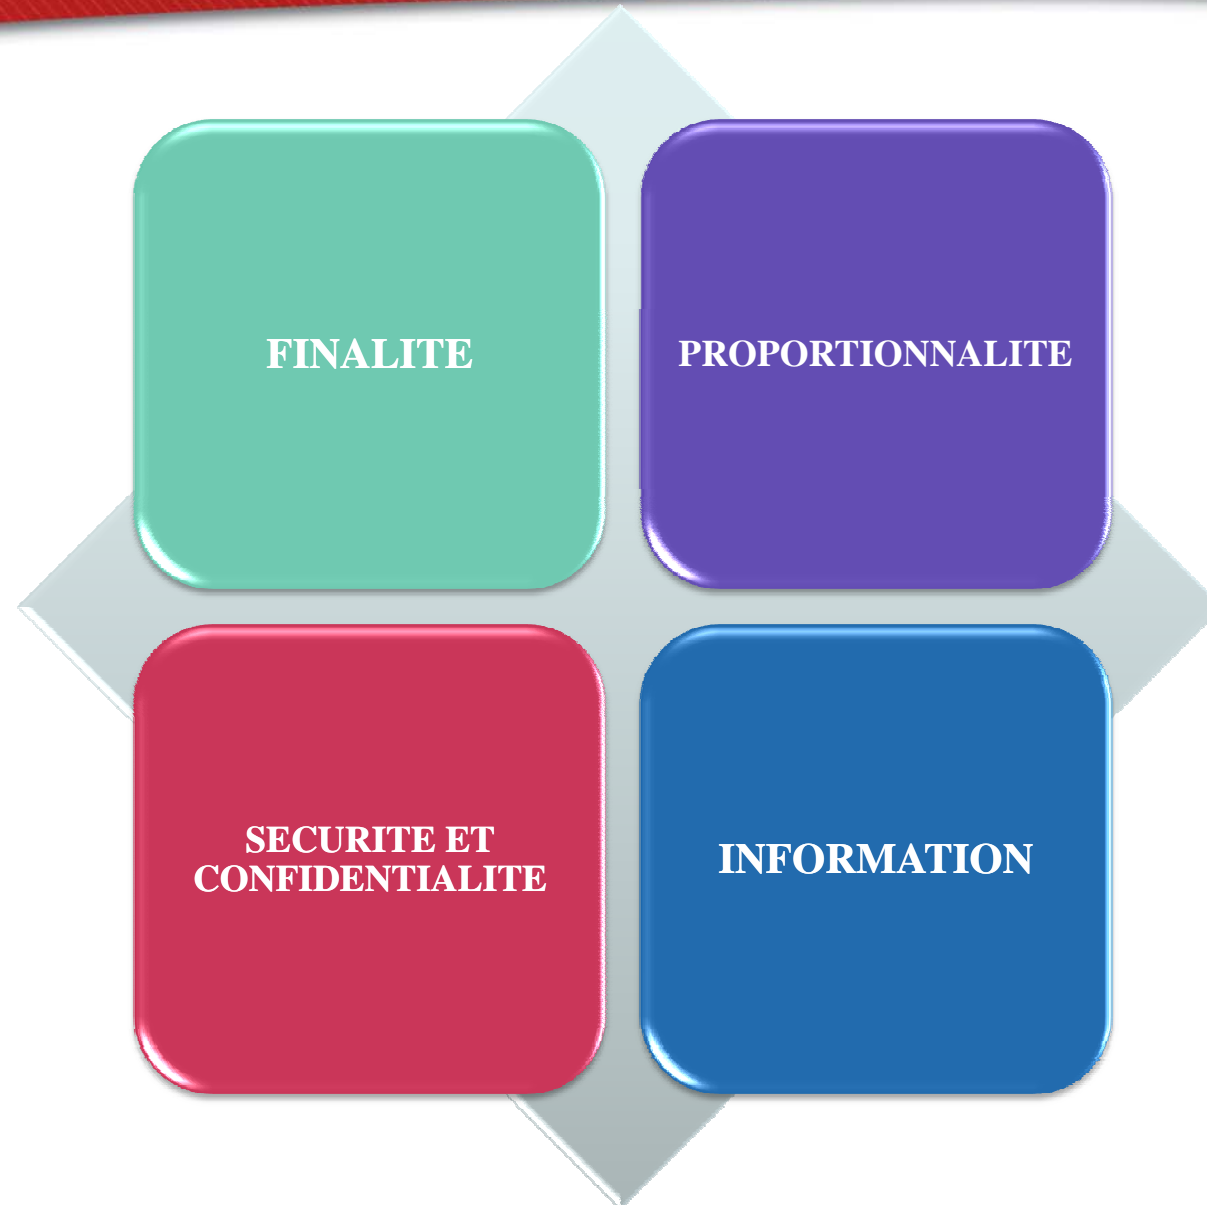 FINALITE
PROPORTIONNALITE
SECURITE ET
CONFIDENTIALITE
INFORMATION